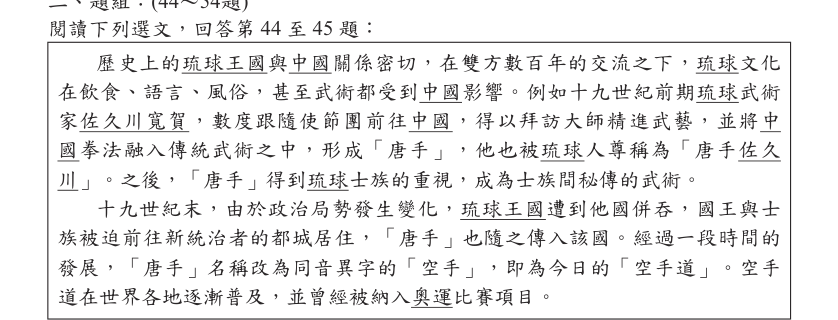 二、題組：(44～54題)
閱讀下列選文，回答第 44 至 45 題：
歷史上的琉球王國與中國關係密切，在雙方數百年的交流之下，琉球文化
在飲食、語言、風俗，甚至武術都受到中國影響。例如十九世紀前期琉球武術
家佐久川寬賀，數度跟隨使節團前往中國，得以拜訪大師精進武藝，並將中
國拳法融入傳統武術之中，形成「唐手」，他也被琉球人尊稱為「唐手佐久
川」。之後，「唐手」得到琉球士族的重視，成為士族間秘傳的武術。
十九世紀末，由於政治局勢發生變化，琉球王國遭到他國併吞，國王與士
族被迫前往新統治者的都城居住，「唐手」也隨之傳入該國。經過一段時間的
發展，「唐手」名稱改為同音異字的「空手」，即為今日的「空手道」。空手
道在世界各地逐漸普及，並曾經被納入奧運比賽項目。